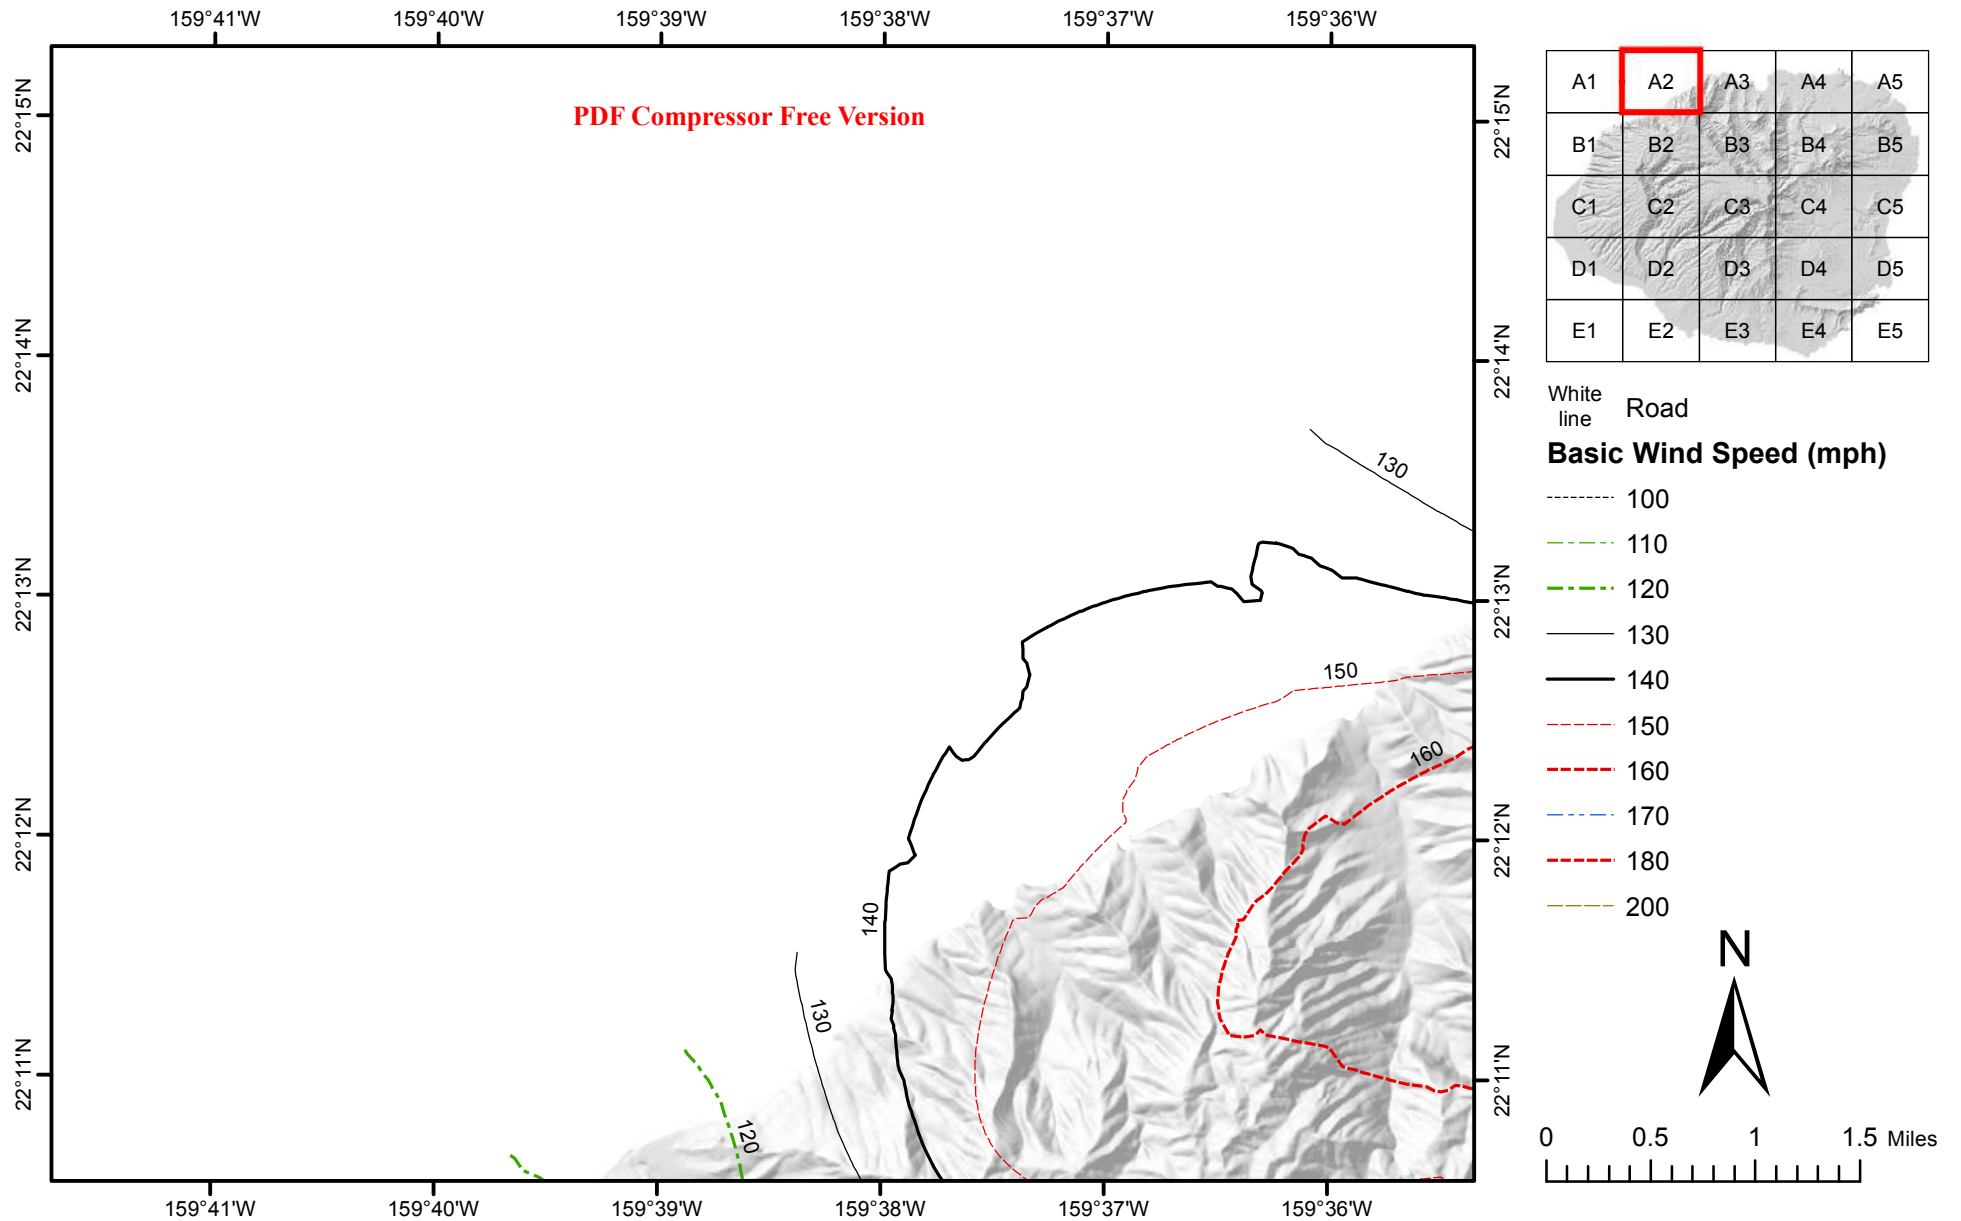 159°41'W 159°40'W 159°39'W 159°38'W 159°37'W 159°36'W
22°15'N
22°14'N
22°13'N
22°12'N
22°11'N
PDF Compressor Free Version
130
150
160
140
130
120
22°15'N
22°14'N
22°13'N
22°12'N
22°11'N
159°41'W 159°40'W 159°39'W 159°38'W 159°37'W 159°36'W
A1 A2 A3 A4 A5
B1 B2 B3 B4 B5
C1 C2 C3 C4 C5
D1 D2 D3 D4 D5
E1 E2 E3 E4 E5
White
line
Road
Basic Wind Speed (mph)
100
110
120
130
140
150
160
170
180
200
N
0 0.5 1 1.5 Miles